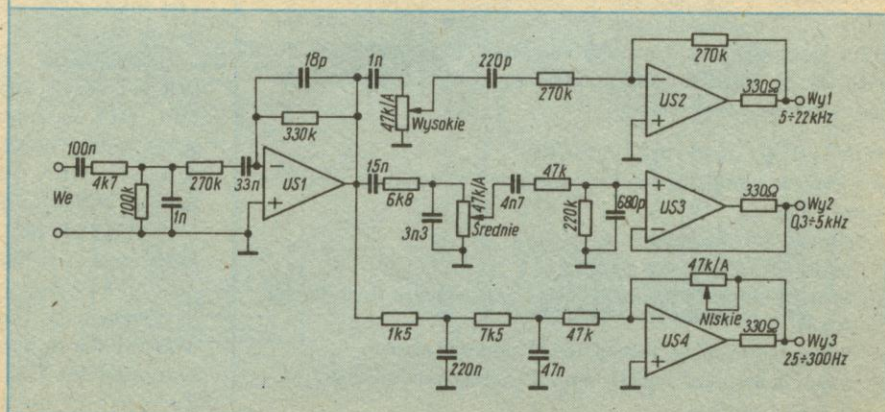 18p
1n
220p
270k
270k
330k
47k/A
Wysokie
US2
330Ω
Wy1
5÷22kHz
100n
4k7
270k
33n
US1
100k
1n
We
15n
6k8
3n3
47k/A
Średnie
4n7
47k
220k
680p
US3
330Ω
Wy2
0,3÷5kHz
1k5
220n
7k5
47n
47k
47k/A
Niskie
US4
330Ω
Wy3
25÷300Hz